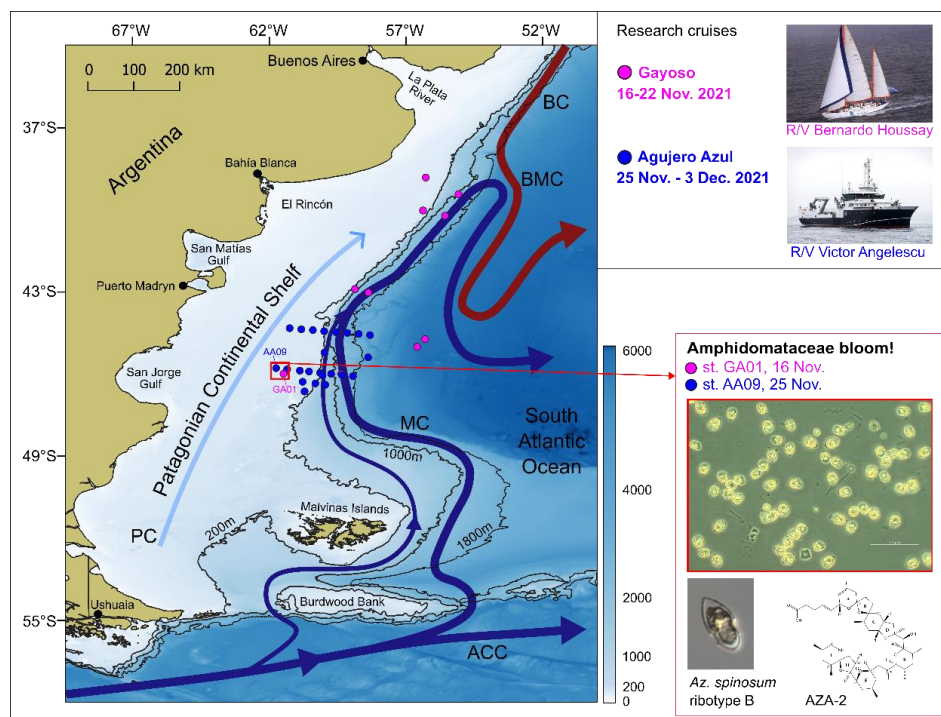 67°W
62°W
57°W
52°W
0
100
200 km
Buenos Aires
La Plata
River
BC
37°S
Argentina
Bahía Blanca
BMC
El Rincón
San Matías
Gulf
Puerto Madryn
43°S
Patagonian Continental Shelf
AA09
GA01
San Jorge
Gulf
MC
South
Atlantic
Ocean
49°S
1000m
1800m
200m
PC
Malvinas Islands
Ushuaia
Burdwood Bank
55°S
ACC
6000
4000
2000
1000
200
0
Research cruises
Gayoso
16-22 Nov. 2021
R/V Bernardo Houssay
Agujero Azul
25 Nov. - 3 Dec. 2021
R/V Victor Angelescu
Amphidomataceae bloom!
st. GA01, 16 Nov.
st. AA09, 25 Nov.
Az. spinosum
ribotype B
AZA-2